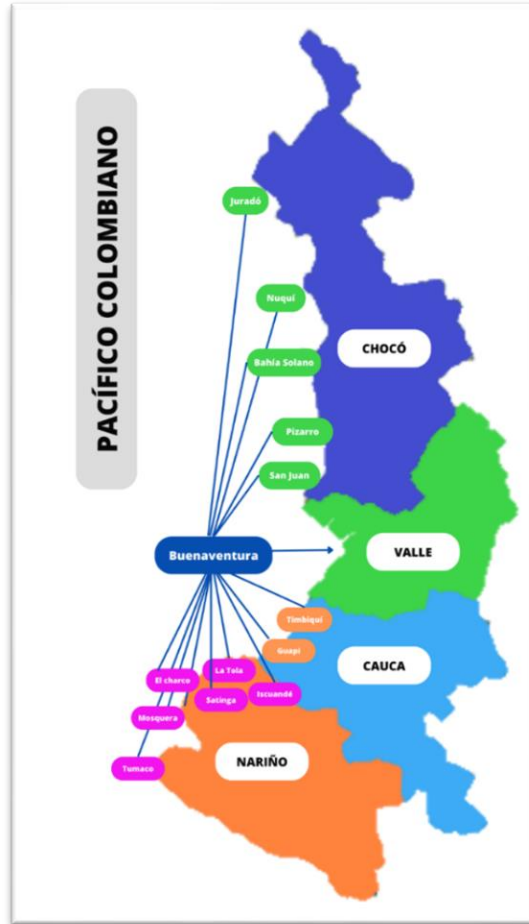 PACÍFICO COLOMBIANO
Juradó
Nuquí
CHOCÓ
Bahía Solano
Pizarro
San Juan
Buenaventura
VALLE
Timbiquí
Guapi
CAUCA
La Tola
El charco
Iscuandé
Satinga
Mosquera
NARIÑO
Tumaco